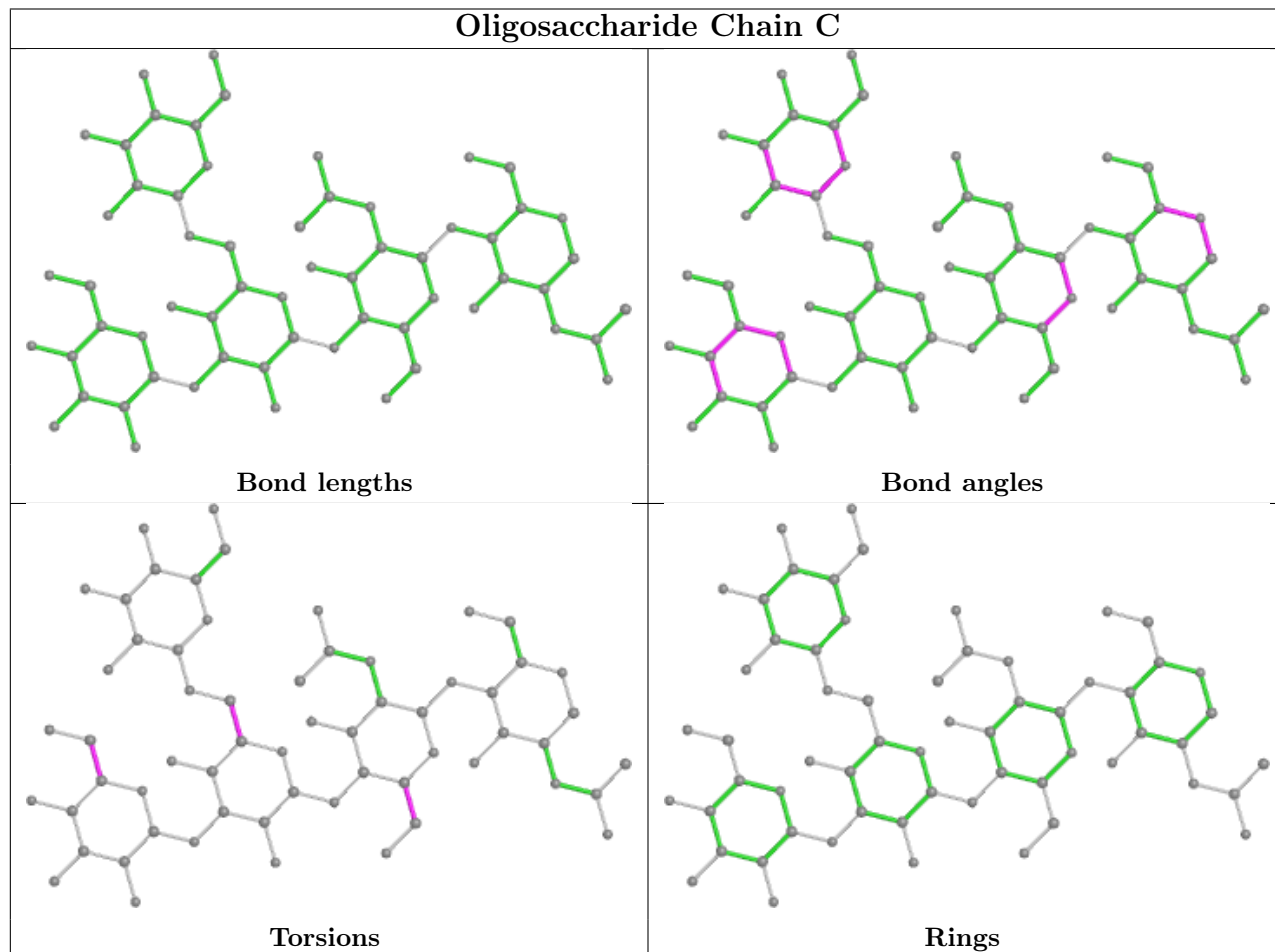 Oligosaccharide Chain C
Bond lengths
Bond angles
Torsions
Rings